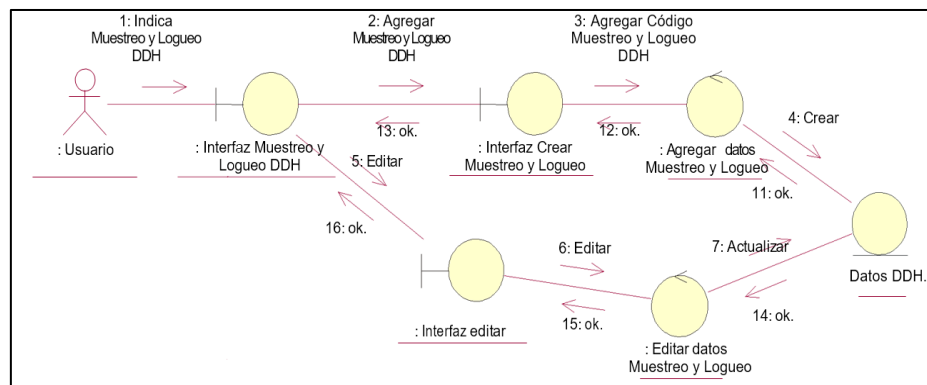 1: Indica
Muestreo y Logueo
DDH
2: Agregar
Muestreo y Logueo
DDH
3: Agregar Código
Muestreo y Logueo
DDH
: Usuario
: Interfaz Muestreo y
Logueo DDH
13: ok.
: Interfaz Crear
Muestreo y Logueo
12: ok.
: Agregar datos
Muestreo y Logueo
4: Crear
11: ok.
5: Editar
16: ok.
6: Editar
15: ok.
7: Actualizar
14: ok.
Datos DDH.
: Interfaz editar
: Editar datos
Muestreo y Logueo